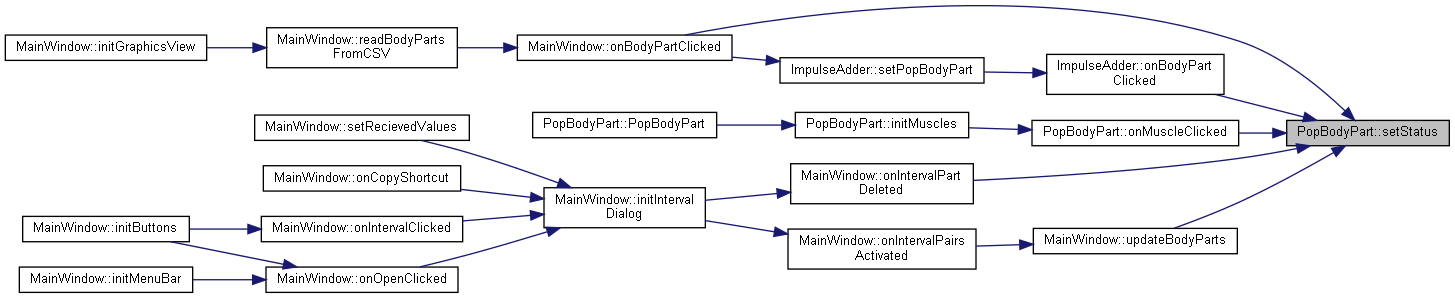 MainWindow::initGraphicsView
MainWindow::readBodyParts
FromCSV
MainWindow::onBodyPartClicked
ImpulseAdder::setPopBodyPart
ImpulseAdder::onBodyPart
Clicked
MainWindow::setRecievedValues
PopBodyPart::PopBodyPart
PopBodyPart::initMuscles
PopBodyPart::onMuscleClicked
PopBodyPart::setStatus
MainWindow::onCopyShortcut
MainWindow::initInterval
Dialog
MainWindow::onIntervalPart
Deleted
MainWindow::initButtons
MainWindow::onIntervalClicked
MainWindow::onIntervalPairs
Activated
MainWindow::updateBodyParts
MainWindow::initMenuBar
MainWindow::onOpenClicked